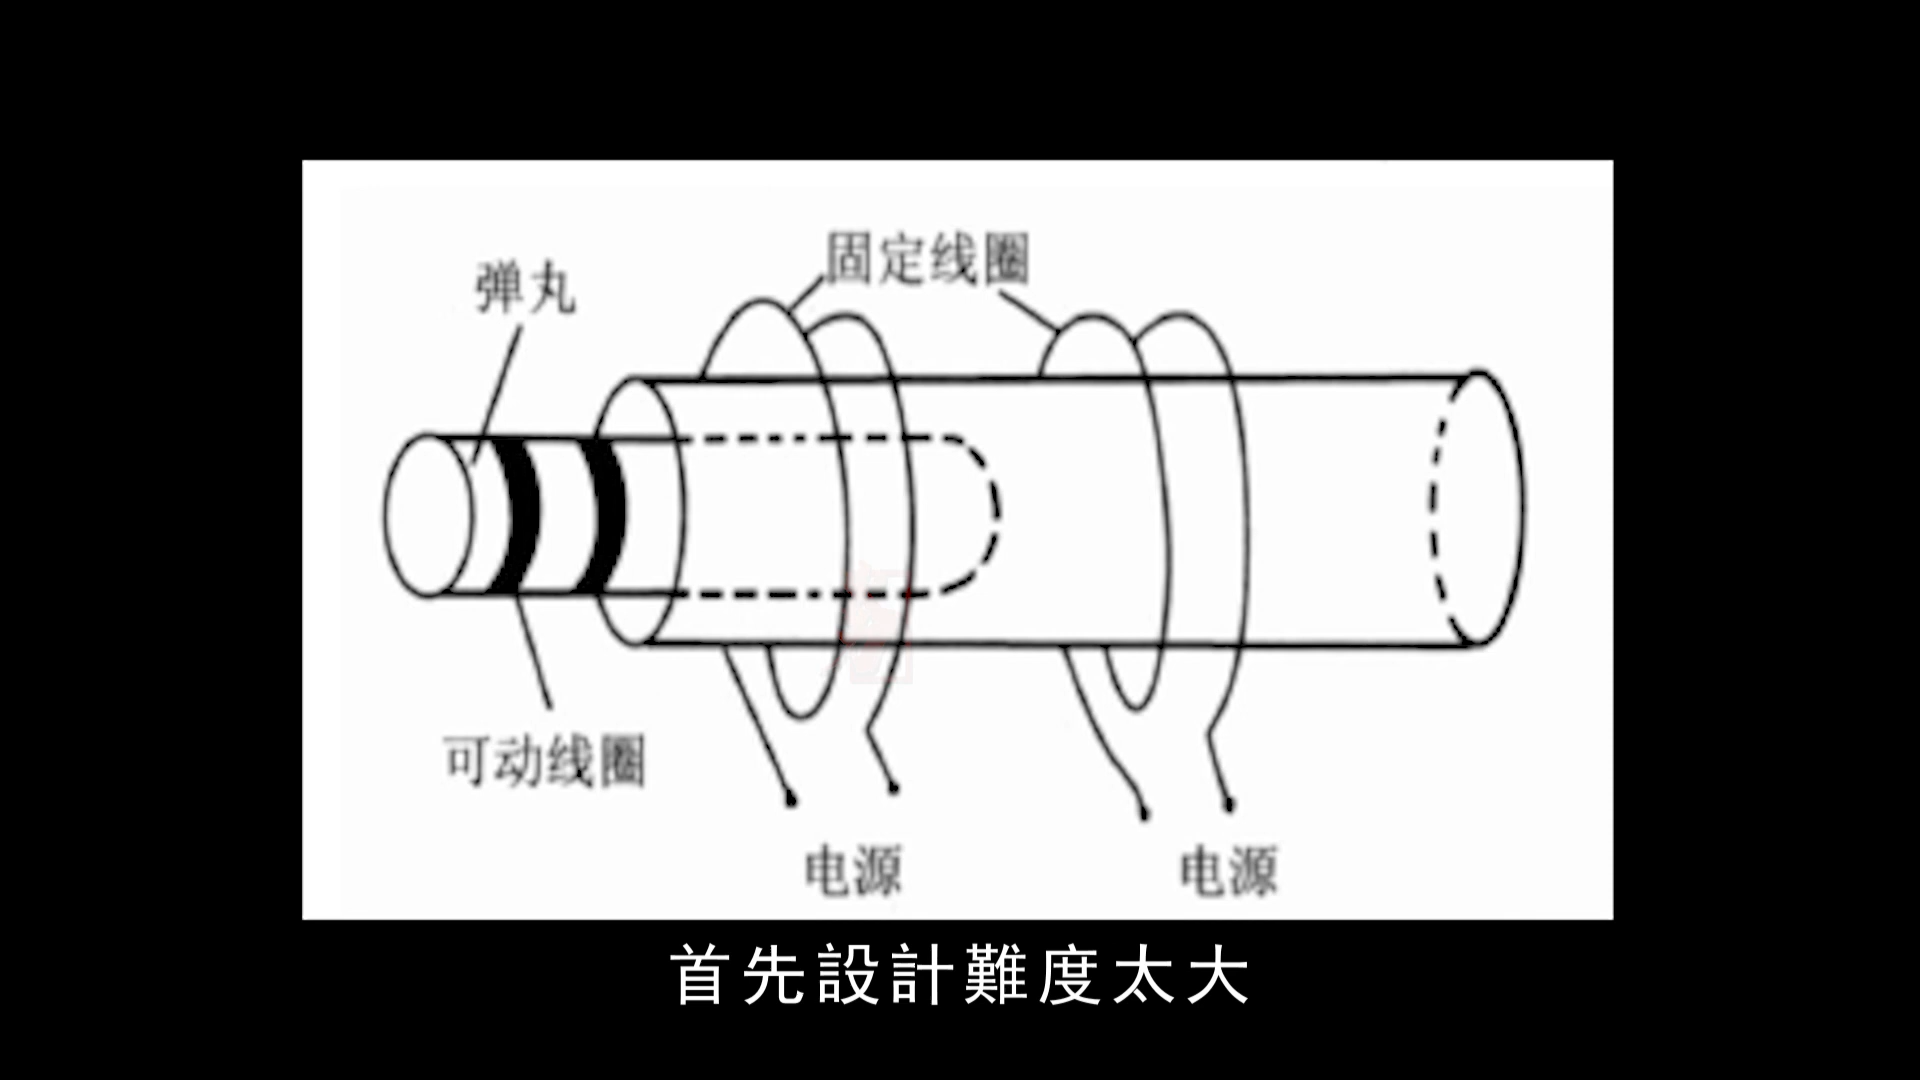 固定线圈
弹丸
可动线圈
电源
电源
首先設計難度太大